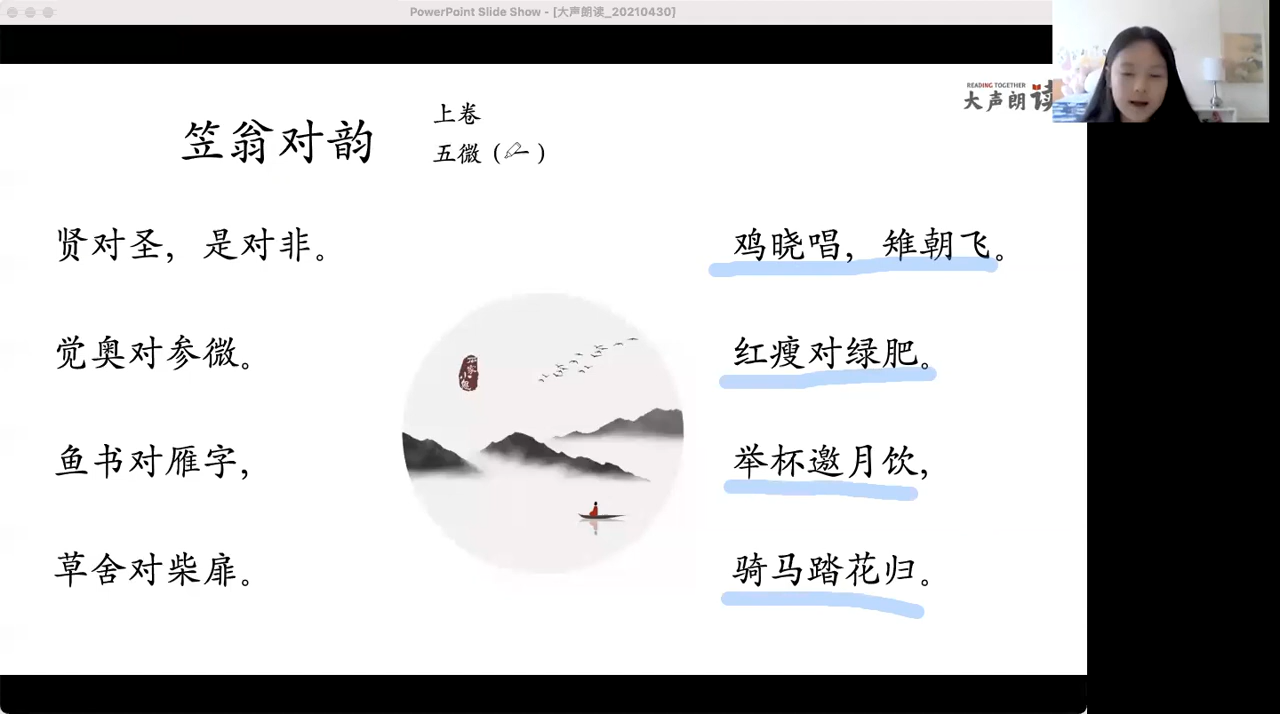 PowerPoint Slide Show - [大声朗读_20210430]
READING TOGETHER
大声朗读
笠翁对韵
上卷
五微（ ）
贤对圣，是对非。
觉奥对参微。
鱼书对雁字，
草舍对柴扉。
鸡晓唱，雉朝飞。
红瘦对绿肥。
举杯邀月饮，
骑马踏花归。